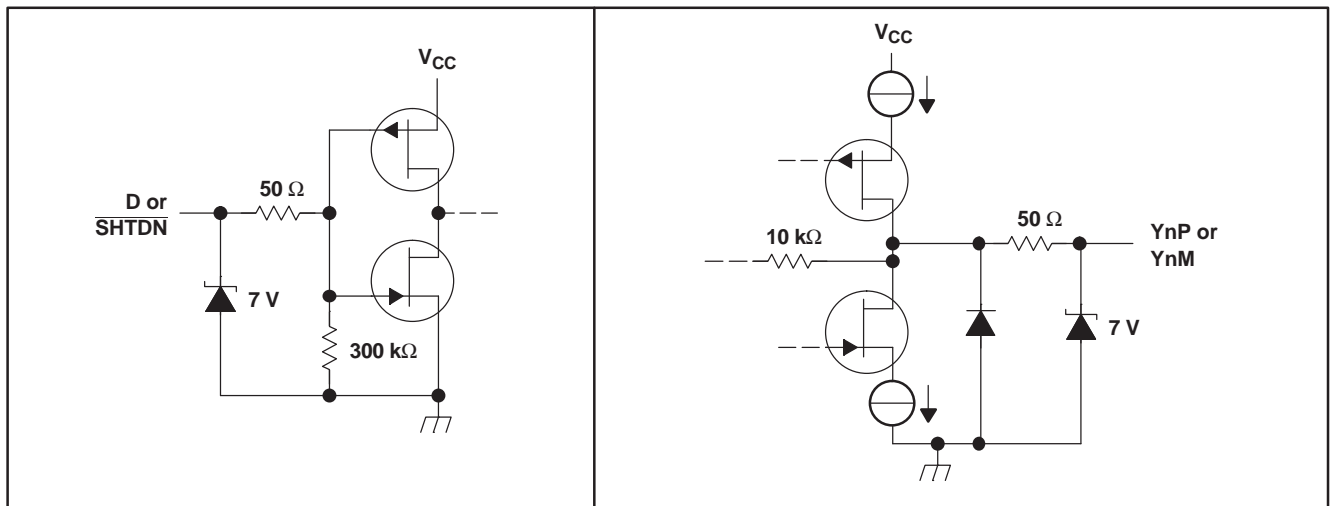 VCC
50 Ω
D or
SHTDN
7 V
300 kΩ
VCC
50 Ω
YnP or
YnM
10 kΩ
7 V